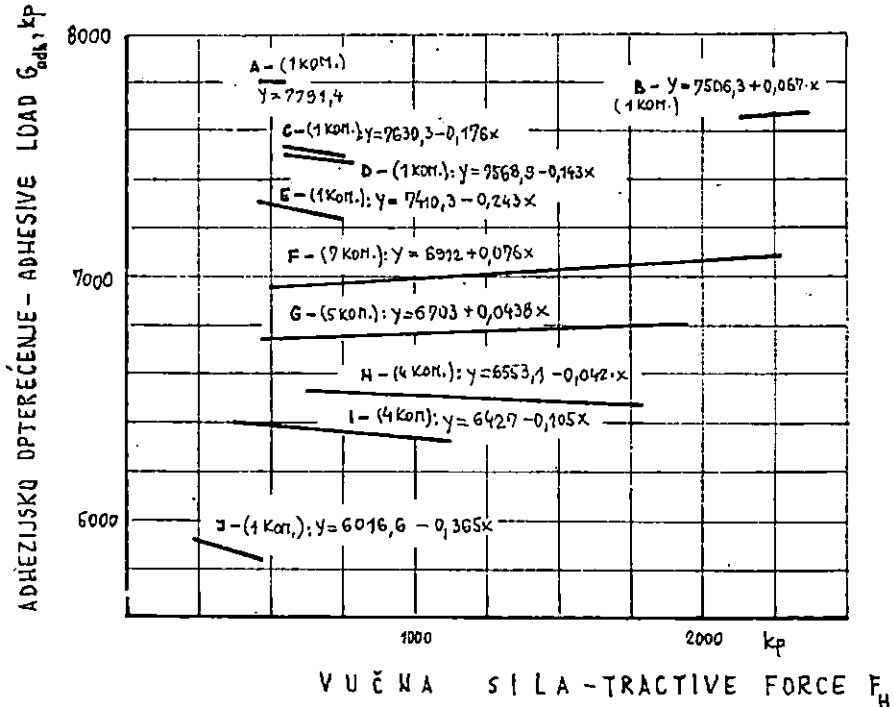 ADHEZIJSKO OPTEREĆENJE - ADHESIVE LOAD Gadh, kp
8000
A - (1 KOM.)
y = 7791,4
B - y = 7506,3 + 0,067·x
(1 KOM.)
C - (1 KOM.): y = 7630,3 - 0,176x
D - (1 KOM.): y = 7568,9 - 0,143x
E - (1 KOM.): y = 7410,3 - 0,243x
F - (7 KOM.): y = 6922 + 0,076x
7000
G - (5 KOM.): y = 6703 + 0,0438x
H - (4 KOM.): y = 6553,1 - 0,042·x
I - (4 KOM): y = 6427 - 0,105x
6000
J - (1 KOM.): y = 6016,6 - 0,365x
1000
2000
kp
VUČNA SILA - TRACTIVE FORCE FH